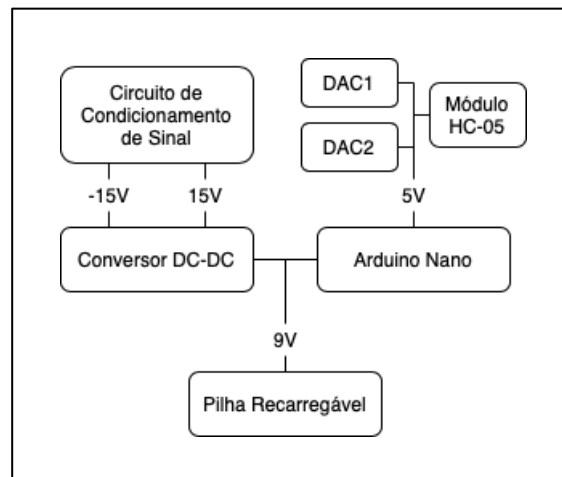 Circuito de
Condicionamento
de Sinal
DAC1
DAC2
Módulo
HC-05
-15V
15V
5V
Conversor DC-DC
Arduino Nano
9V
Pilha Recarregável